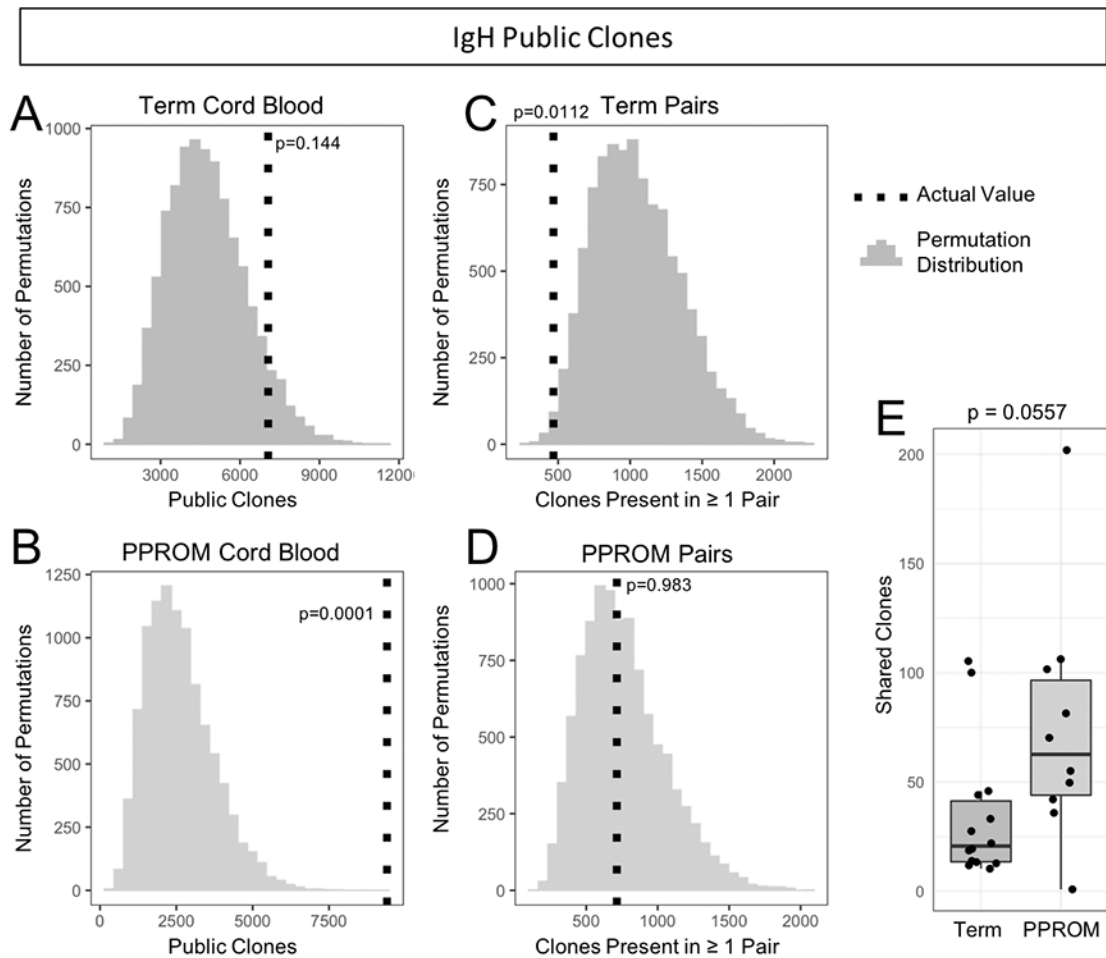 IgH Public Clones
A
Term Cord Blood
p=0.144
1000
750
500
250
0
3000 6000 9000 1200
Public Clones
Number of Permutations
C
Term Pairs
p=0.0112
750
500
250
0
500 1000 1500 2000
Clones Present in ≥ 1 Pair
Number of Permutations
Actual Value
Permutation
Distribution
B
PPROM Cord Blood
p=0.0001
1250
1000
750
500
250
0
0 2500 5000 7500
Public Clones
Number of Permutations
D
PPROM Pairs
p=0.983
1000
750
500
250
0
500 1000 1500 2000
Clones Present in ≥ 1 Pair
Number of Permutations
E
p = 0.0557
200
150
100
50
0
Term PPROM
Shared Clones